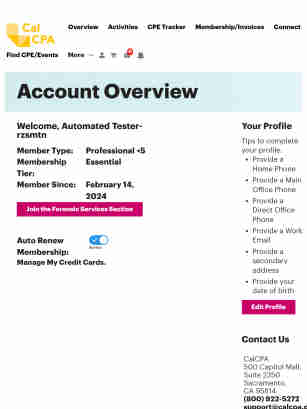 Cal
CPA
Overview Activities CPE Tracker Membership/Invoices Connect
Find CPE/Events More
Account Overview
Welcome, Automated Tester-
rzsmtn
Member Type: Professional <5
Membership Essential
Tier:
Member Since: February 14,
2024
Join the Forensic Services Section
Auto Renew
Membership:
Manage My Credit Cards.
Your Profile
Tips to complete
your profile.
Provide a
Home Phone
Provide a Main
Office Phone
Provide a
Direct Office
Phone
Provide a Work
Email
Provide a
secondary
address
Provide your
date of birth
Edit Profile
Contact Us
CalCPA
500 Capitol Mall,
Suite 2350
Sacramento,
CA 95814
(800) 922-5272